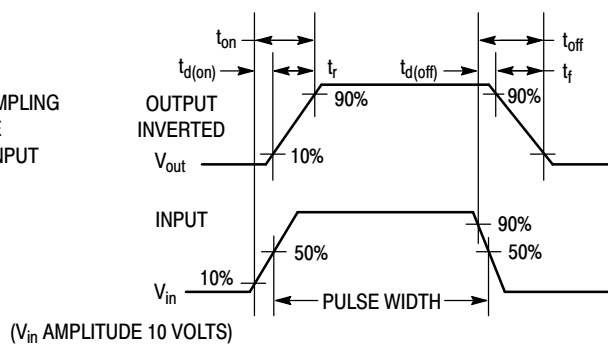 t_on
t_off
t_d(on)
t_r
t_d(off)
t_f
OUTPUT
INVERTED
90%
90%
NPUT
V_out
10%
INPUT
90%
50%
50%
10%
V_in
PULSE WIDTH
(V_in AMPLITUDE 10 VOLTS)